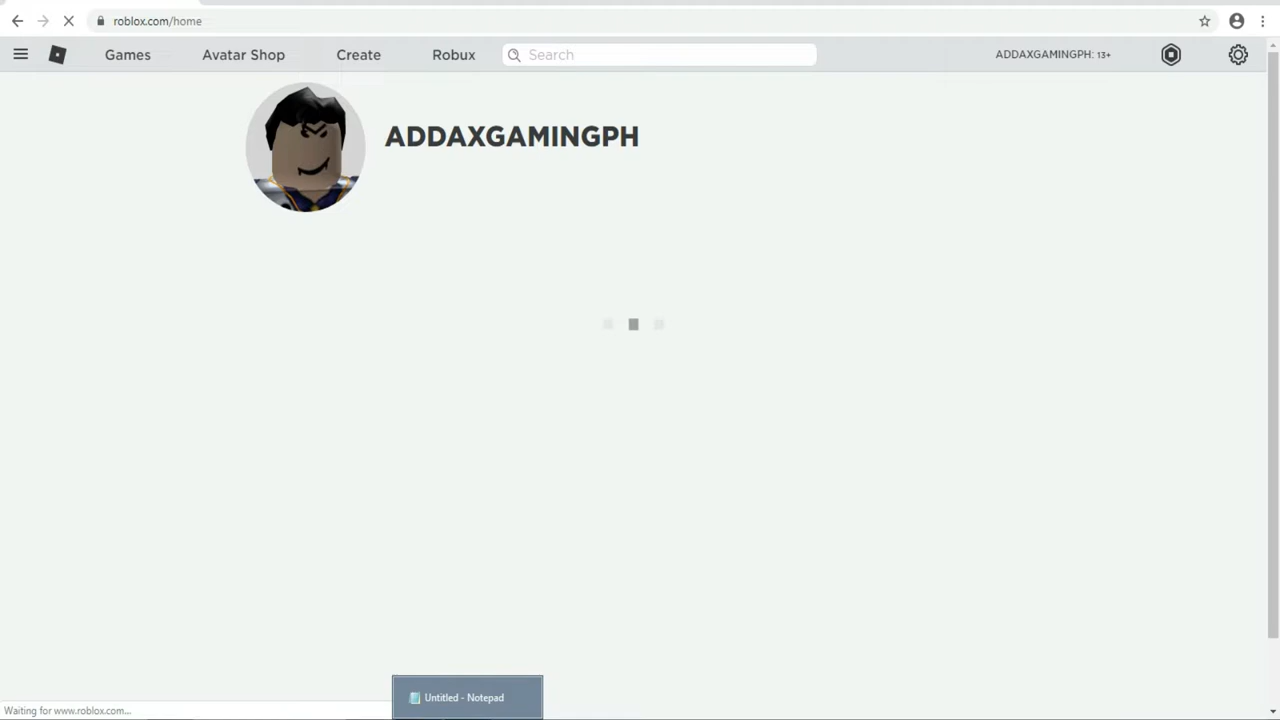 roblox.com/home
Games Avatar Shop Create Robux Search ADDAXGAMINGPH: 13+
ADDAXGAMINGPH
Untitled - Notepad
Waiting for www.roblox.com...